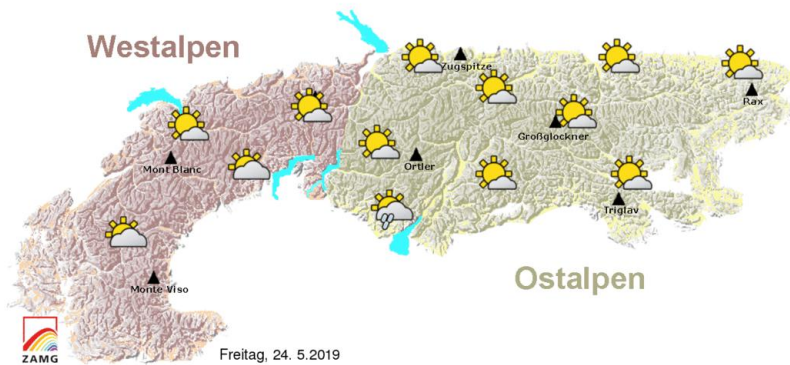 Westalpen
Zugspitze
Rax
Großglockner
Mont Blanc
Ortler
Triglav
Ostalpen
Monte Viso
ZAMG
Freitag, 24. 5.2019